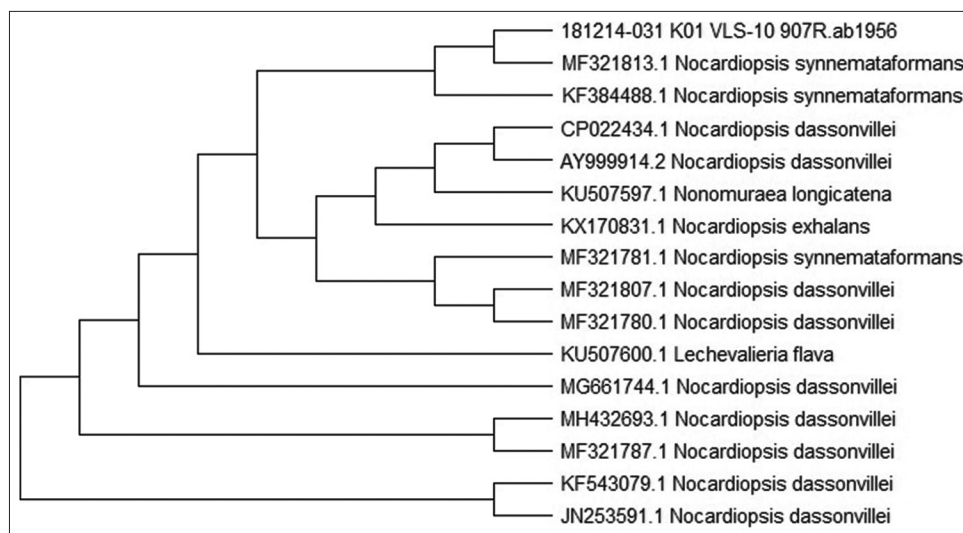 181214-031 K01 VLS-10 907R.ab1956
MF321813.1 Nocardiopsis synnemataformans
KF384488.1 Nocardiopsis synnemataformans
CP022434.1 Nocardiopsis dassonvillei
AY999914.2 Nocardiopsis dassonvillei
KU507597.1 Nonomuraea longicatena
KX170831.1 Nocardiopsis exhalans
MF321781.1 Nocardiopsis synnemataformans
MF321807.1 Nocardiopsis dassonvillei
MF321780.1 Nocardiopsis dassonvillei
KU507600.1 Lechevalieria flava
MG661744.1 Nocardiopsis dassonvillei
MH432693.1 Nocardiopsis dassonvillei
MF321787.1 Nocardiopsis dassonvillei
KF543079.1 Nocardiopsis dassonvillei
JN253591.1 Nocardiopsis dassonvillei